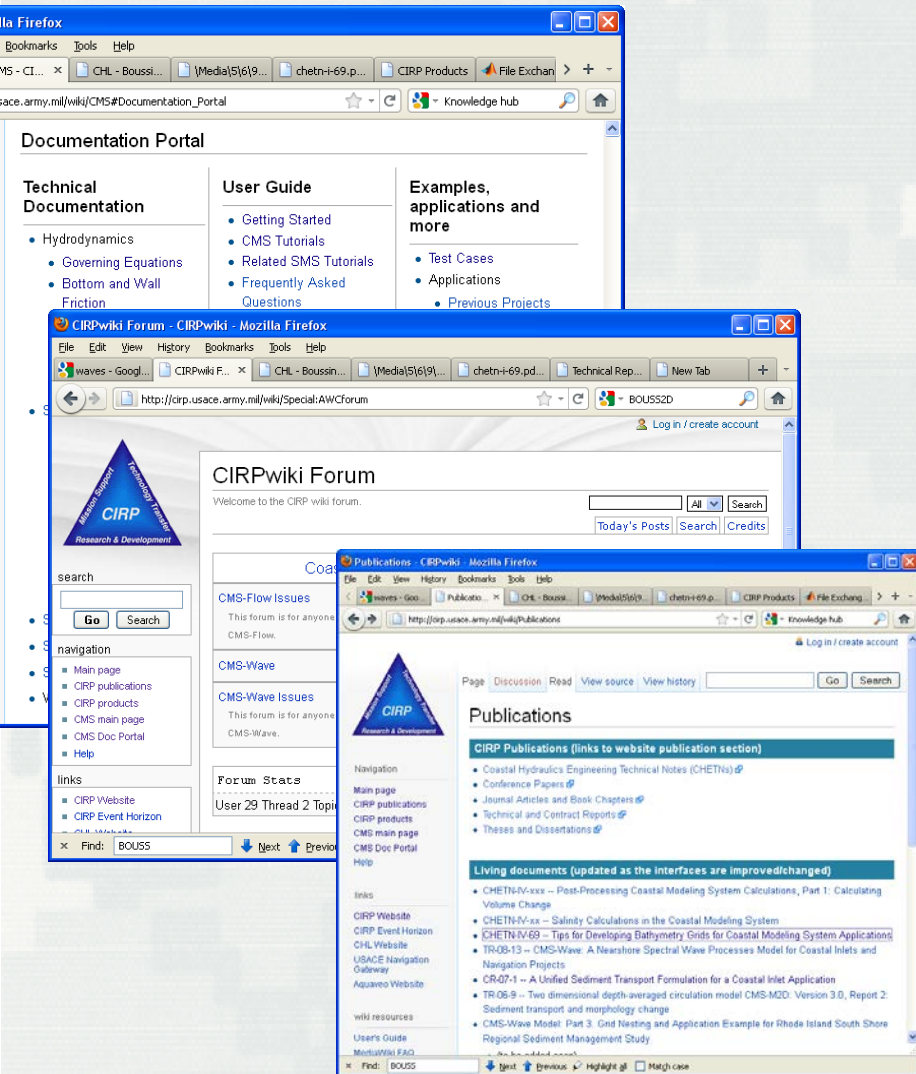 lla Firefox
Bookmarks Tools Help
MS - CI... × CHL - Boussi... \Media\5\6\9... chetn-i-69.p... CIRP Products File Exchan > + -
sace.army.mil/wiki/CMS#Documentation_Portal Knowledge hub
Documentation Portal
Technical Documentation
Hydrodynamics
Governing Equations
Bottom and Wall Friction
User Guide
Getting Started
CMS Tutorials
Related SMS Tutorials
Frequently Asked Questions
Examples, applications and more
Test Cases
Applications
Previous Projects
CIRPwiki Forum - CIRPwiki - Mozilla Firefox
File Edit View History Bookmarks Tools Help
waves - Googl... CIRPwiki F... × CHL - Boussin... \Media\5\6\9\... chetn-i-69.pd... Technical Rep... New Tab + -
http://cirp.usace.army.mil/wiki/Special:AWCforum BOUSS2D
Log in / create account
Mission Support
Technology Transfer
CIRP
Research & Development
CIRPwiki Forum
Welcome to the CIRP wiki forum.
All Search
Today's Posts Search Credits
search
Go Search
navigation
Main page
CIRP publications
CIRP products
CMS main page
CMS Doc Portal
Help
links
CIRP Website
CIRP Event Horizon
CHL Website
Coas
CMS-Flow Issues
This forum is for anyone
CMS-Flow.
CMS-Wave
CMS-Wave Issues
This forum is for anyone
CMS-Wave.
Forum Stats
User 29 Thread 2 Topi
× Find: BOUSS Next Previo
Publications - CIRPwiki - Mozilla Firefox
File Edit View History Bookmarks Tools Help
< waves - Goo... Publicatio... × CHL - Boussi... \Media\5\6\9... chetn-i-69.p... CIRP Products File Exchang... > + -
http://cirp.usace.army.mil/wiki/Publications Knowledge hub
Log in / create account
CIRP
Research & Development
Page Discussion Read View source View history Go Search
Publications
CIRP Publications (links to website publication section)
Coastal Hydraulics Engineering Technical Notes (CHETNs)
Conference Papers
Journal Articles and Book Chapters
Technical and Contract Reports
Theses and Dissertations
Living documents (updated as the interfaces are improved/changed)
CHETN-IV-xxx -- Post-Processing Coastal Modeling System Calculations, Part 1: Calculating
Volume Change
CHETN-IV-xx -- Salinity Calculations in the Coastal Modeling System
CHETN-IV-69 -- Tips for Developing Bathymetry Grids for Coastal Modeling System Applications
TR-08-13 -- CMS-Wave: A Nearshore Spectral Wave Processes Model for Coastal Inlets and
Navigation Projects
CR-07-1 -- A Unified Sediment Transport Formulation for a Coastal Inlet Application
TR-06-9 -- Two dimensional depth-averaged circulation model CMS-M2D: Version 3.0, Report 2:
Sediment transport and morphology change
CMS-Wave Model: Part 3. Grid Nesting and Application Example for Rhode Island South Shore
Regional Sediment Management Study
Navigation
Main page
CIRP publications
CIRP products
CMS main page
CMS Doc Portal
Help
links
CIRP Website
CIRP Event Horizon
CHL Website
USACE Navigation
Gateway
Aquaveo Website
wiki resources
User's Guide
MediaWiki FAQ
× Find: BOUSS Next Previous Highlight all Match case